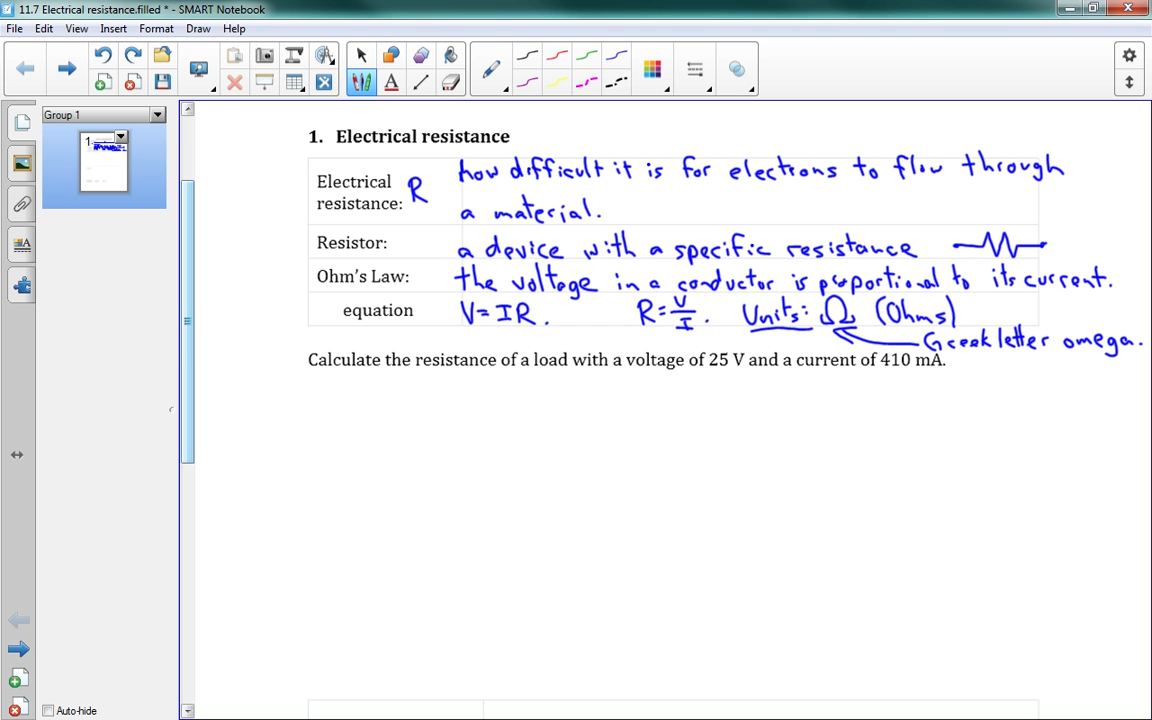 11.7 Electrical resistance.filled * - SMART Notebook
File Edit View Insert Format Draw Help
Group 1
1.
1. Electrical resistance
Electrical resistance: R how difficult it is for electrons to flow through
a material.
Resistor: a device with a specific resistance
Ohm's Law: the voltage in a conductor is proportional to its current.
equation V=IR. R=V/I. Units: Ω (Ohms)
Greek letter omega.
Calculate the resistance of a load with a voltage of 25 V and a current of 410 mA.
Auto-hide